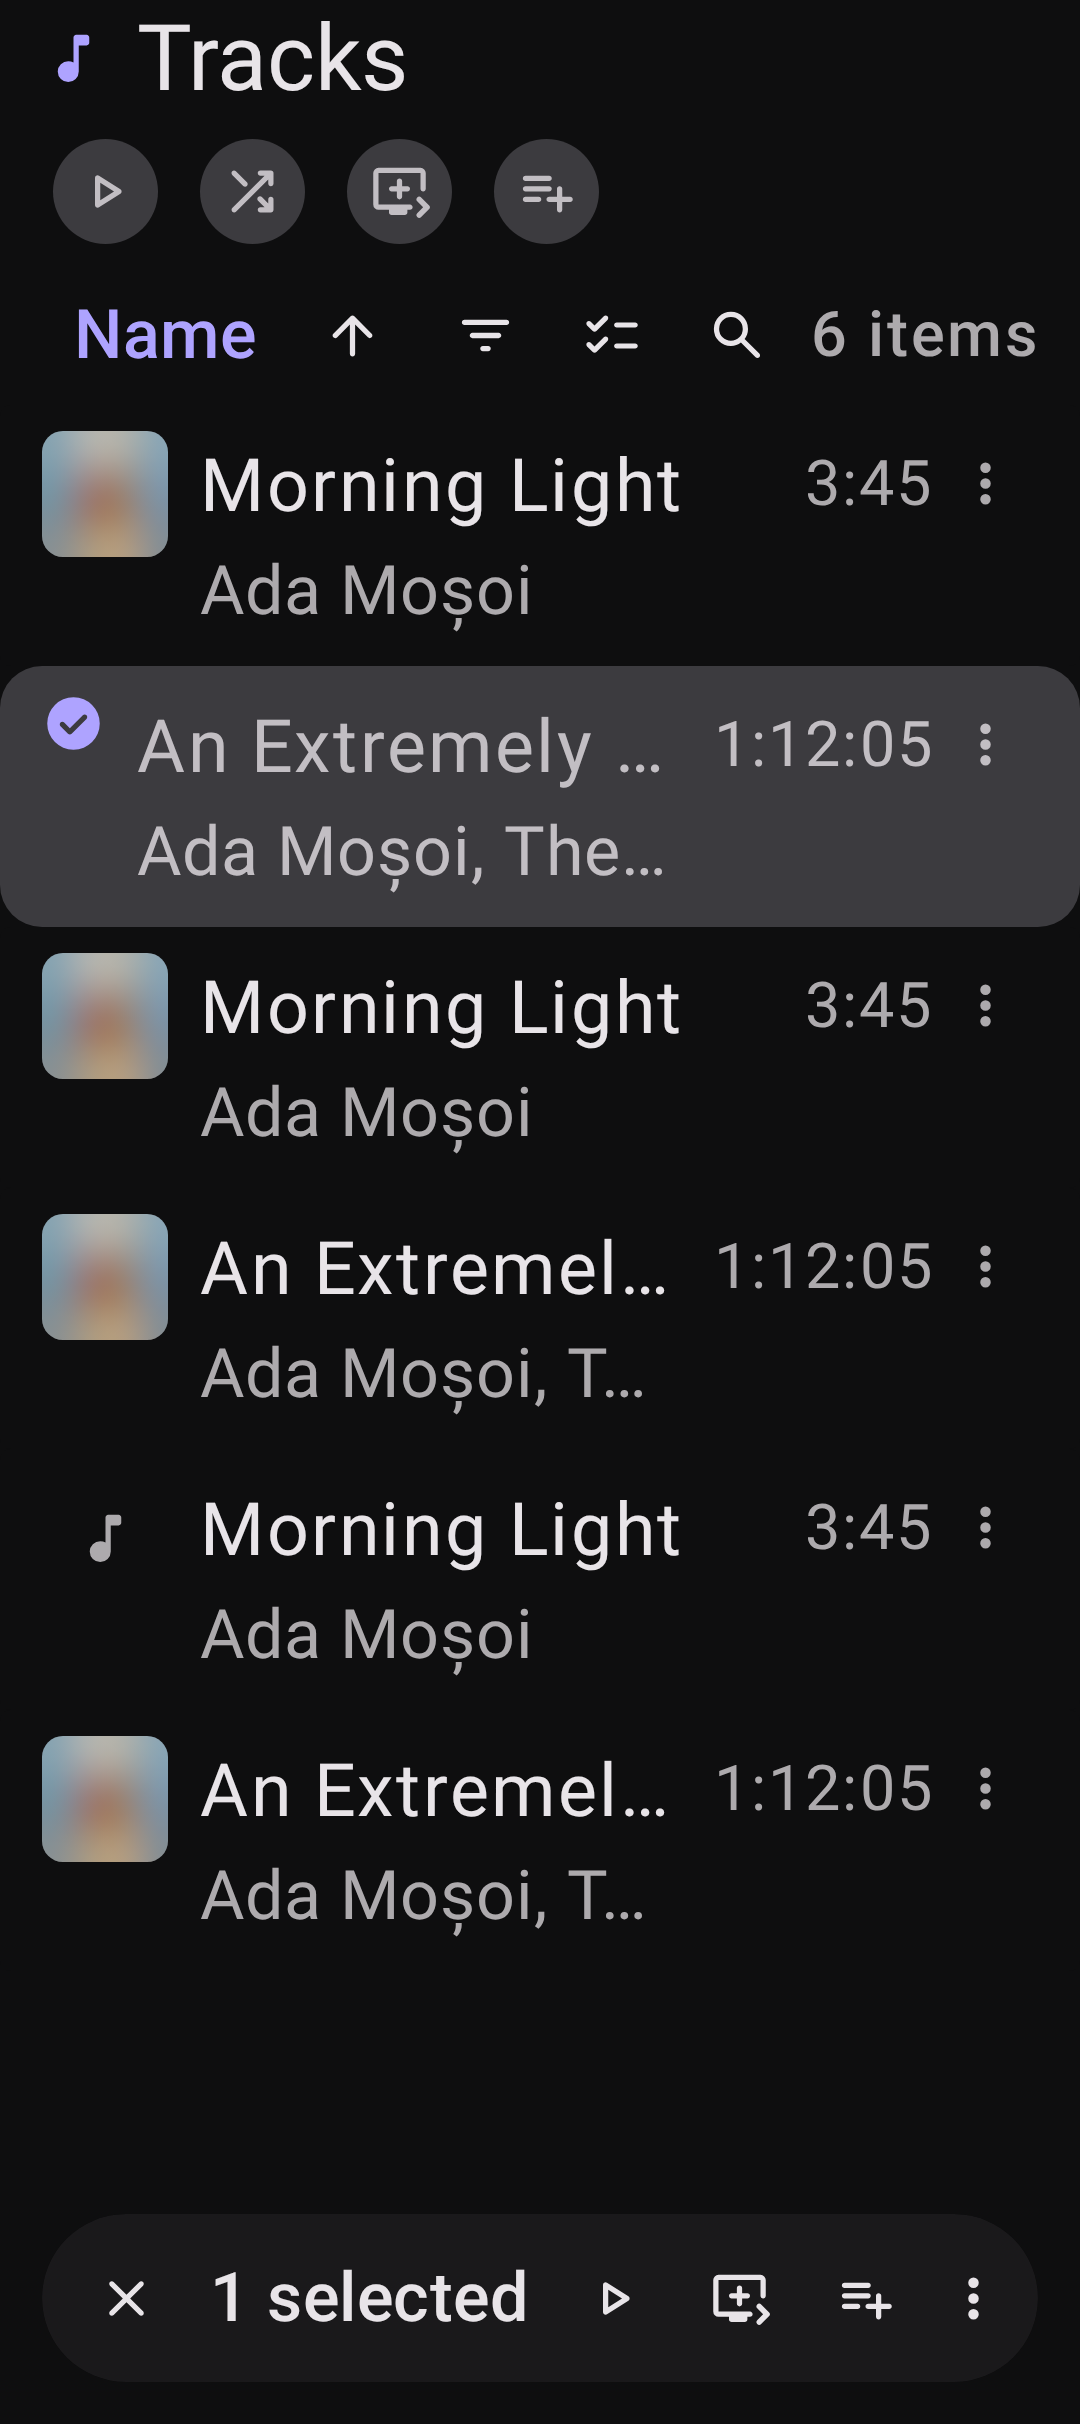 Tracks
Name 6 items
Morning Light 3:45
Ada Moșoi
An Extremely … 1:12:05
Ada Moșoi, The…
Morning Light 3:45
Ada Moșoi
An Extremel… 1:12:05
Ada Moșoi, T…
Morning Light 3:45
Ada Moșoi
An Extremel… 1:12:05
Ada Moșoi, T…
1 selected